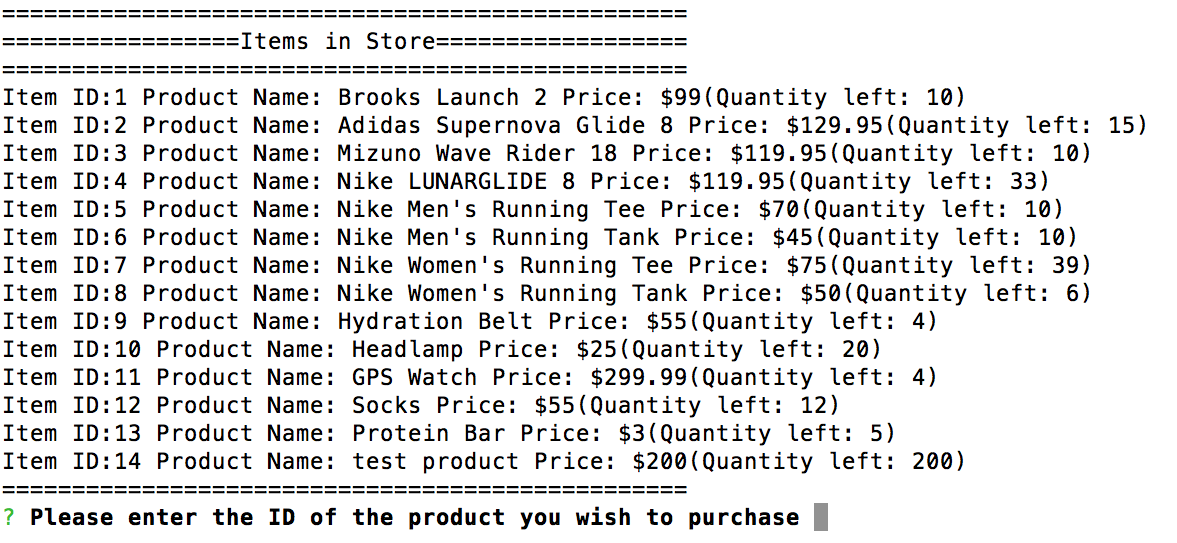 =================================================
=================Items in Store==================
=================================================
Item ID:1 Product Name: Brooks Launch 2 Price: $99(Quantity left: 10)
Item ID:2 Product Name: Adidas Supernova Glide 8 Price: $129.95(Quantity left: 15)
Item ID:3 Product Name: Mizuno Wave Rider 18 Price: $119.95(Quantity left: 10)
Item ID:4 Product Name: Nike LUNARGLIDE 8 Price: $119.95(Quantity left: 33)
Item ID:5 Product Name: Nike Men's Running Tee Price: $70(Quantity left: 10)
Item ID:6 Product Name: Nike Men's Running Tank Price: $45(Quantity left: 10)
Item ID:7 Product Name: Nike Women's Running Tee Price: $75(Quantity left: 39)
Item ID:8 Product Name: Nike Women's Running Tank Price: $50(Quantity left: 6)
Item ID:9 Product Name: Hydration Belt Price: $55(Quantity left: 4)
Item ID:10 Product Name: Headlamp Price: $25(Quantity left: 20)
Item ID:11 Product Name: GPS Watch Price: $299.99(Quantity left: 4)
Item ID:12 Product Name: Socks Price: $55(Quantity left: 12)
Item ID:13 Product Name: Protein Bar Price: $3(Quantity left: 5)
Item ID:14 Product Name: test product Price: $200(Quantity left: 200)
=================================================
? Please enter the ID of the product you wish to purchase